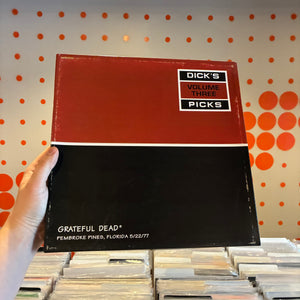 DICK'S
VOLUME
THREE
PICKS
GRATEFUL DEAD*
PEMBROKE PINES, FLORIDA 5/22/77